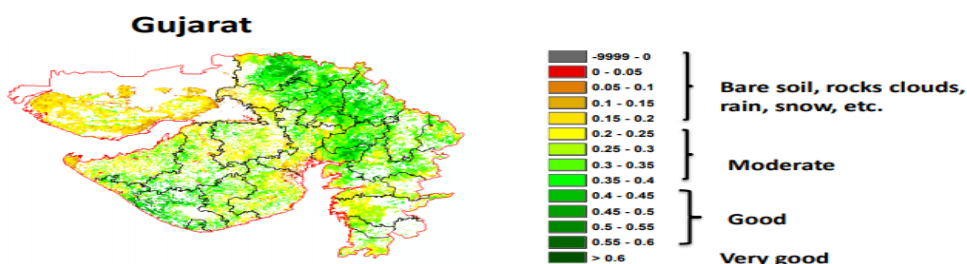 Gujarat
-9999 - 0
0 - 0.05
0.05 - 0.1
0.1 - 0.15
0.15 - 0.2
0.2 - 0.25
0.25 - 0.3
0.3 - 0.35
0.35 - 0.4
0.4 - 0.45
0.45 - 0.5
0.5 - 0.55
0.55 - 0.6
> 0.6
Bare soil, rocks clouds,
rain, snow, etc.
Moderate
Good
Very good